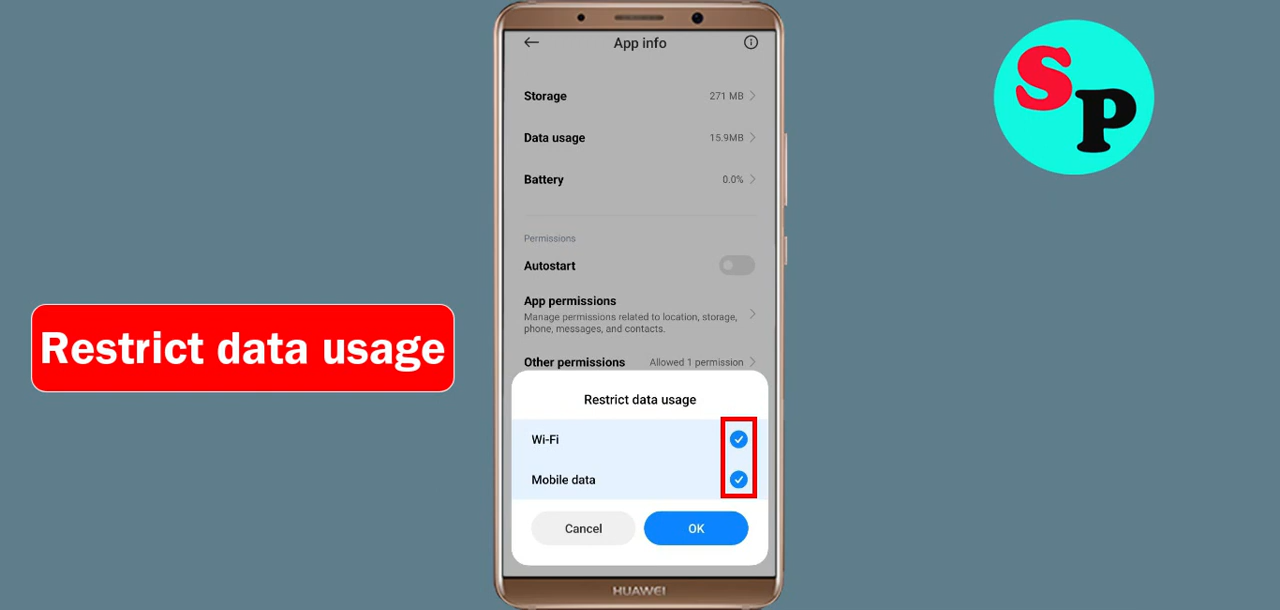 App info
Storage 271 MB
Data usage 15.9MB
Battery 0.0%
Permissions
Autostart
App permissions
Manage permissions related to location, storage,
phone, messages, and contacts.
Other permissions Allowed 1 permission
Restrict data usage
Wi-Fi
Mobile data
Cancel OK
HUAWEI
Restrict data usage
SP